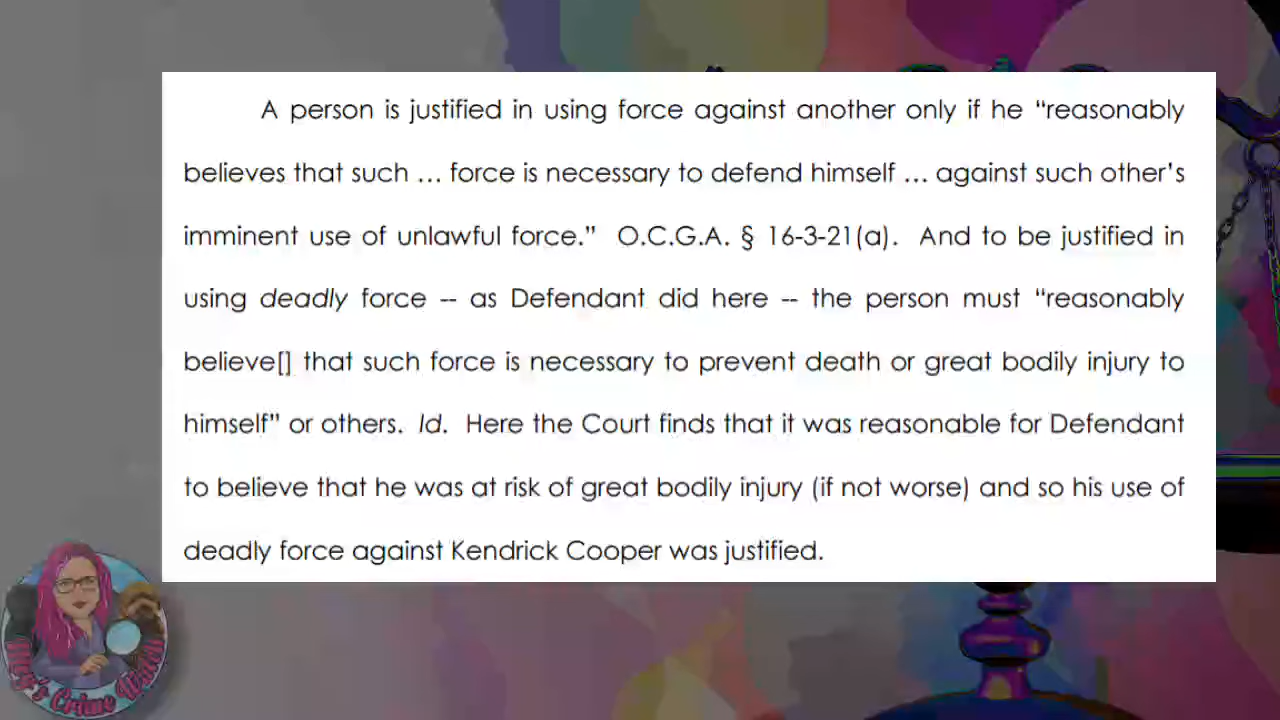 A person is justified in using force against another only if he “reasonably
believes that such … force is necessary to defend himself … against such other’s
imminent use of unlawful force.” O.C.G.A. § 16-3-21(a). And to be justified in
using deadly force -- as Defendant did here -- the person must “reasonably
believe[] that such force is necessary to prevent death or great bodily injury to
himself” or others. Id. Here the Court finds that it was reasonable for Defendant
to believe that he was at risk of great bodily injury (if not worse) and so his use of
deadly force against Kendrick Cooper was justified.
Crime